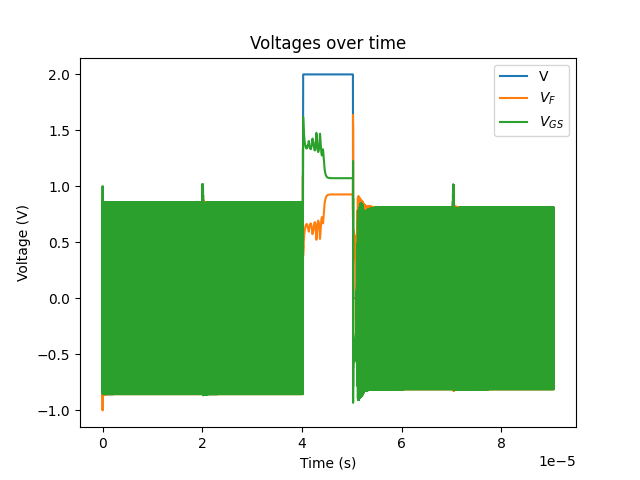 Voltages over time
V
V_F
V_GS
2.0
1.5
1.0
0.5
0.0
−0.5
−1.0
Voltage (V)
0 2 4 6 8
1e−5
Time (s)